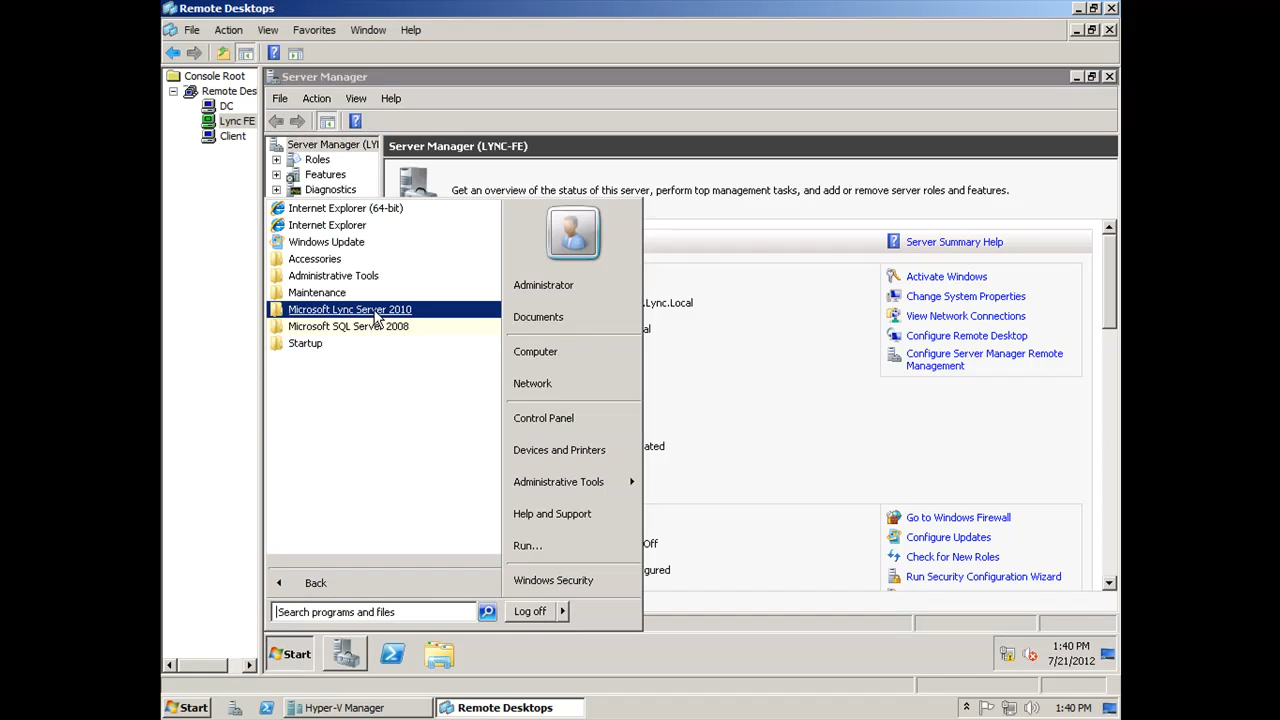 Remote Desktops
File Action View Favorites Window Help
Console Root
Remote Des
DC
Lync FE
Client
Server Manager
File Action View Help
Server Manager (LYN
Roles
Features
Diagnostics
Server Manager (LYNC-FE)
Get an overview of the status of this server, perform top management tasks, and add or remove server roles and features.
Internet Explorer (64-bit)
Internet Explorer
Windows Update
Accessories
Administrative Tools
Maintenance
Microsoft Lync Server 2010
Microsoft SQL Server 2008
Startup
Back
Search programs and files
Administrator
Documents
Computer
Network
Control Panel
Devices and Printers
Administrative Tools
Help and Support
Run...
Windows Security
Log off
.Lync.Local
al
ated
Off
gured
Server Summary Help
Activate Windows
Change System Properties
View Network Connections
Configure Remote Desktop
Configure Server Manager Remote
Management
Go to Windows Firewall
Configure Updates
Check for New Roles
Run Security Configuration Wizard
Start
1:40 PM
7/21/2012
Start
Hyper-V Manager
Remote Desktops
1:40 PM